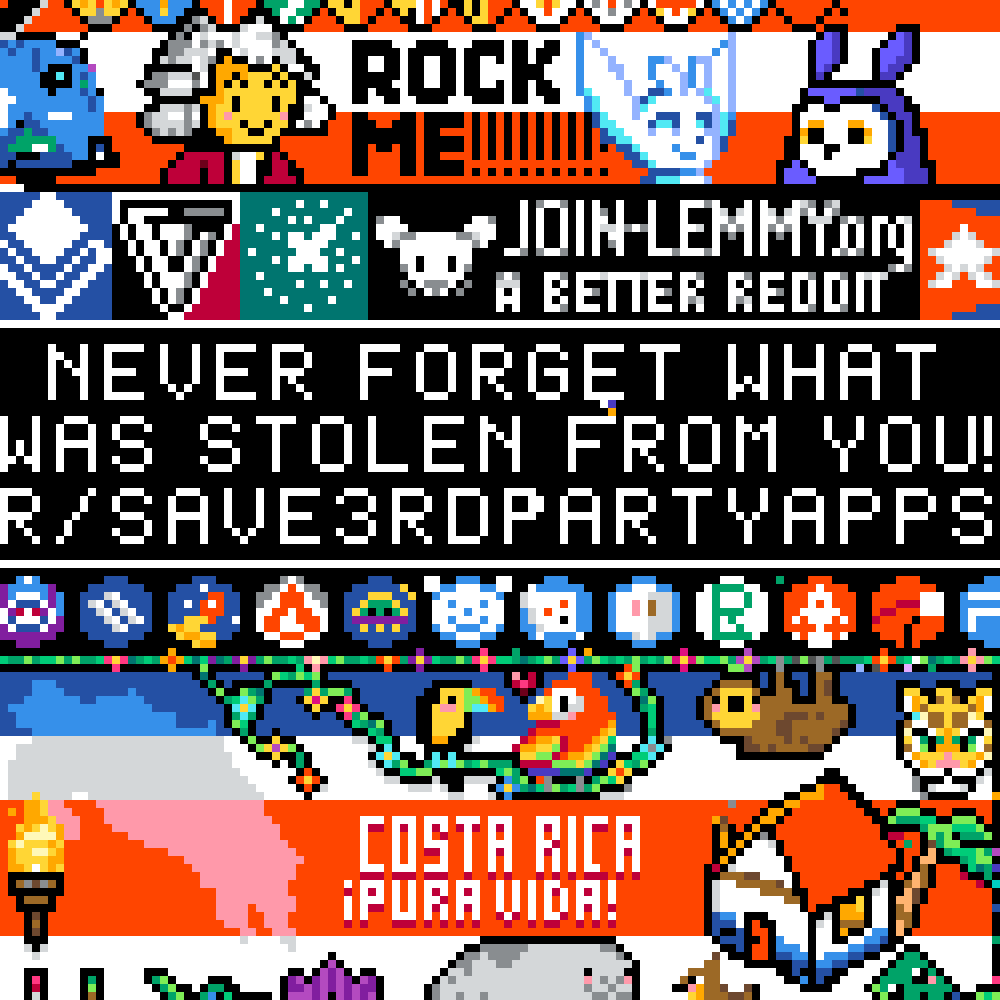 ROCK
ME!!!!!!!!!
JOIN-LEMMY.org
A BETTER REDDIT
NEVER FORGET WHAT
WAS STOLEN FROM YOU!
R/SAVE3RDPARTYAPPS
COSTA RICA
¡PURA VIDA!